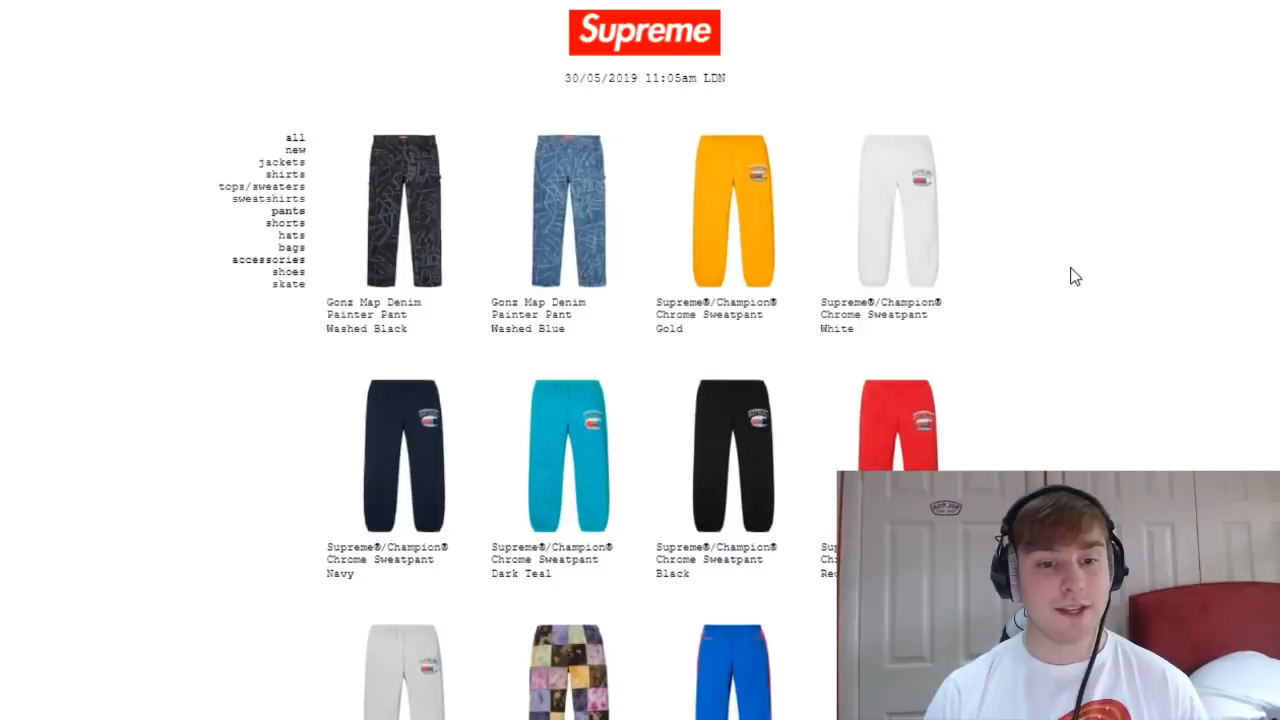 Supreme
30/05/2019 11:05am LDN
all
new
jackets
shirts
tops/sweaters
sweatshirts
pants
shorts
hats
bags
accessories
shoes
skate
Gonz Map Denim
Painter Pant
Washed Black
Gonz Map Denim
Painter Pant
Washed Blue
Supreme®/Champion®
Chrome Sweatpant
Gold
Supreme®/Champion®
Chrome Sweatpant
White
Supreme®/Champion®
Chrome Sweatpant
Navy
Supreme®/Champion®
Chrome Sweatpant
Dark Teal
Supreme®/Champion®
Chrome Sweatpant
Black